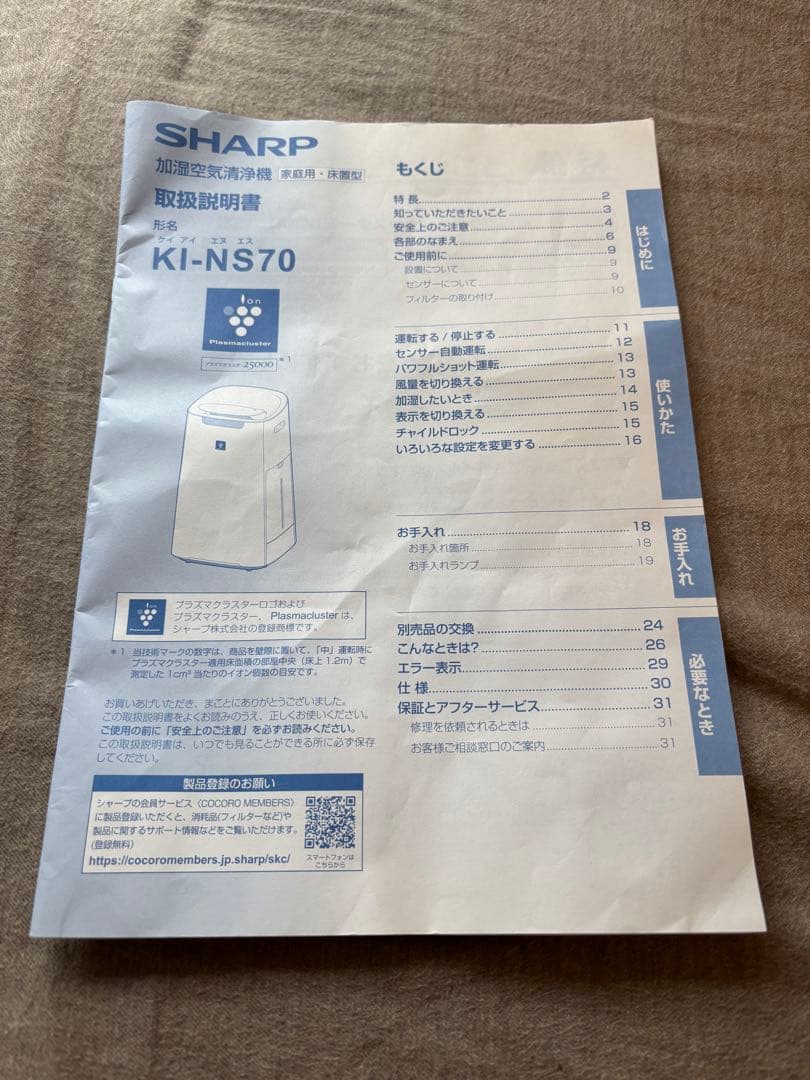 SHARP
加湿空気清浄機 家庭用・床置型
取扱説明書
形名
ケイ アイ エヌ エス
KI-NS70
Ion
Plasmacluster
プラズマクラスター25000 *1
プラズマクラスターロゴおよび
プラズマクラスター、Plasmacluster は、
シャープ株式会社の登録商標です。
Ion
Plasmacluster
*1 当技術マークの数字は、商品を壁際に置いて、「中」運転時に
プラズマクラスター適用床面積の部屋中央（床上1.2m）で
測定した1cm³当たりのイオン個数の目安です。
お買いあげいただき、まことにありがとうございました。
この取扱説明書をよくお読みのうえ、正しくお使いください。
ご使用の前に「安全上のご注意」を必ずお読みください。
この取扱説明書は、いつでも見ることができる所に必ず保存
してください。
製品登録のお願い
シャープの会員サービス〈COCORO MEMBERS〉
に製品登録いただくと、消耗品(フィルターなど)や
製品に関するサポート情報などをご覧いただけます。
(登録無料)
https://cocoromembers.jp.sharp/skc/
スマートフォンは
こちらから
もくじ
特長 2
知っていただきたいこと 3
安全上のご注意 4
各部のなまえ 6
ご使用前に 9
設置について 9
センサーについて 9
フィルターの取り付け 10
はじめに
運転する / 停止する 11
センサー自動運転 12
パワフルショット運転 13
風量を切り換える 13
加湿したいとき 14
表示を切り換える 15
チャイルドロック 15
いろいろな設定を変更する 16
使いかた
お手入れ 18
お手入れ箇所 18
お手入れランプ 19
お手入れ
別売品の交換 24
こんなときは? 26
エラー表示 29
仕様 30
保証とアフターサービス 31
修理を依頼されるときは 31
お客様ご相談窓口のご案内 31
必要なとき